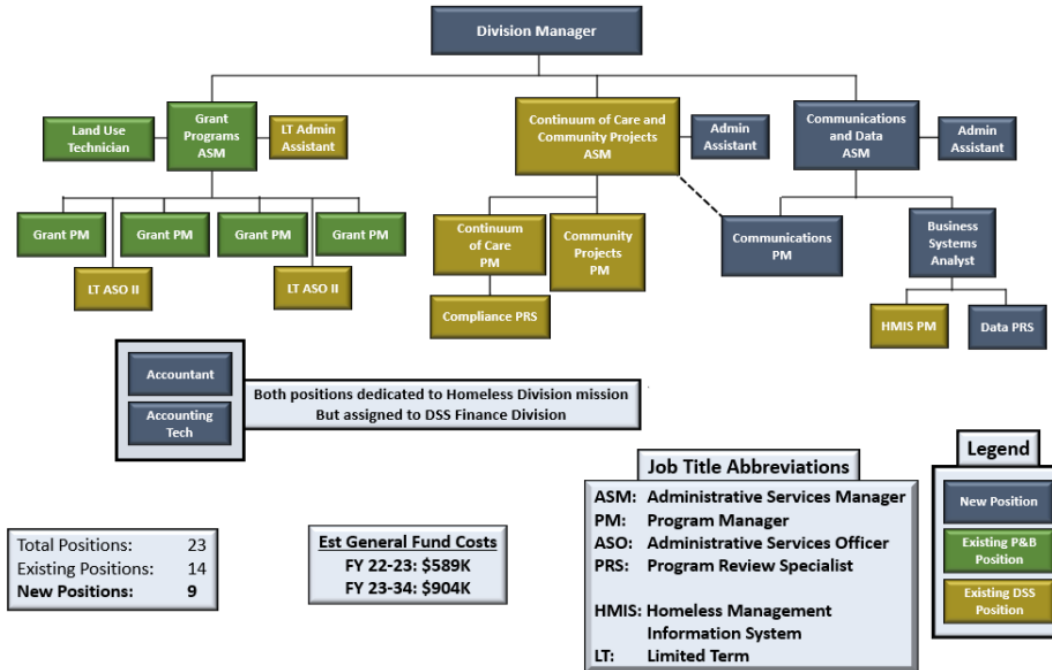 Division Manager
Land Use
Technician
Grant
Programs
ASM
LT Admin
Assistant
Continuum of Care and
Community Projects
ASM
Admin
Assistant
Communications
and Data
ASM
Admin
Assistant
Grant PM
Grant PM
Grant PM
Grant PM
LT ASO II
LT ASO II
Continuum
of Care
PM
Community
Projects
PM
Compliance PRS
Communications
PM
Business
Systems
Analyst
HMIS PM
Data PRS
Accountant
Accounting
Tech
Both positions dedicated to Homeless Division mission
But assigned to DSS Finance Division
Total Positions: 23
Existing Positions: 14
New Positions: 9
Est General Fund Costs
FY 22-23: $589K
FY 23-34: $904K
Job Title Abbreviations
ASM: Administrative Services Manager
PM: Program Manager
ASO: Administrative Services Officer
PRS: Program Review Specialist
HMIS: Homeless Management
Information System
LT: Limited Term
Legend
New Position
Existing P&B
Position
Existing DSS
Position